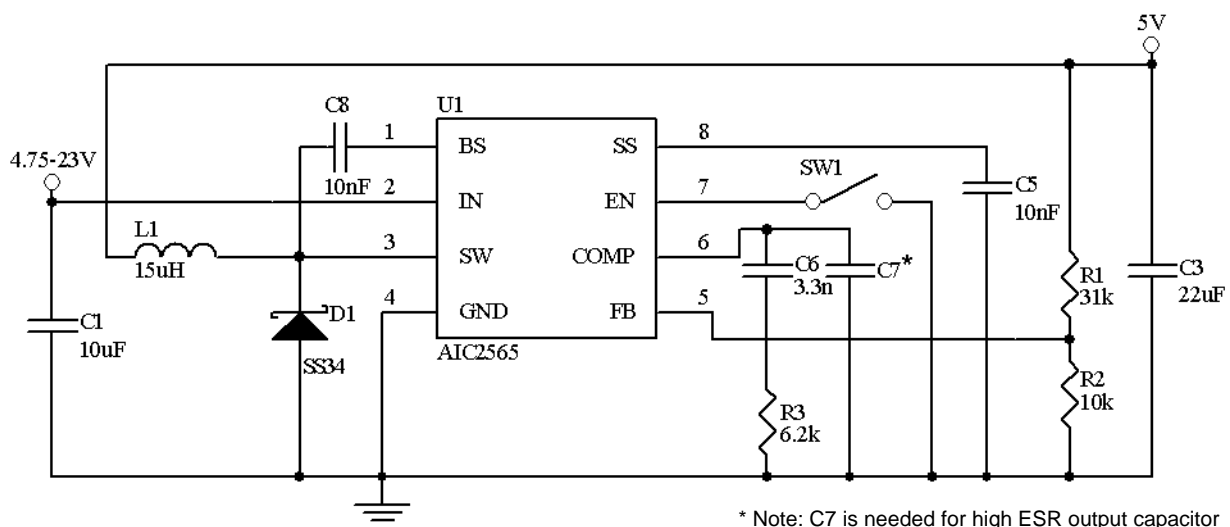 5V
C8
10nF
U1
4.75-23V
1
BS
SS
8
2
IN
EN
7
SW1
C5
10nF
L1
15uH
3
SW
COMP
6
C6
3.3n
C7*
R1
31k
C3
22uF
4
GND
FB
5
C1
10uF
D1
SS34
AIC2565
R2
10k
R3
6.2k
* Note: C7 is needed for high ESR output capacitor